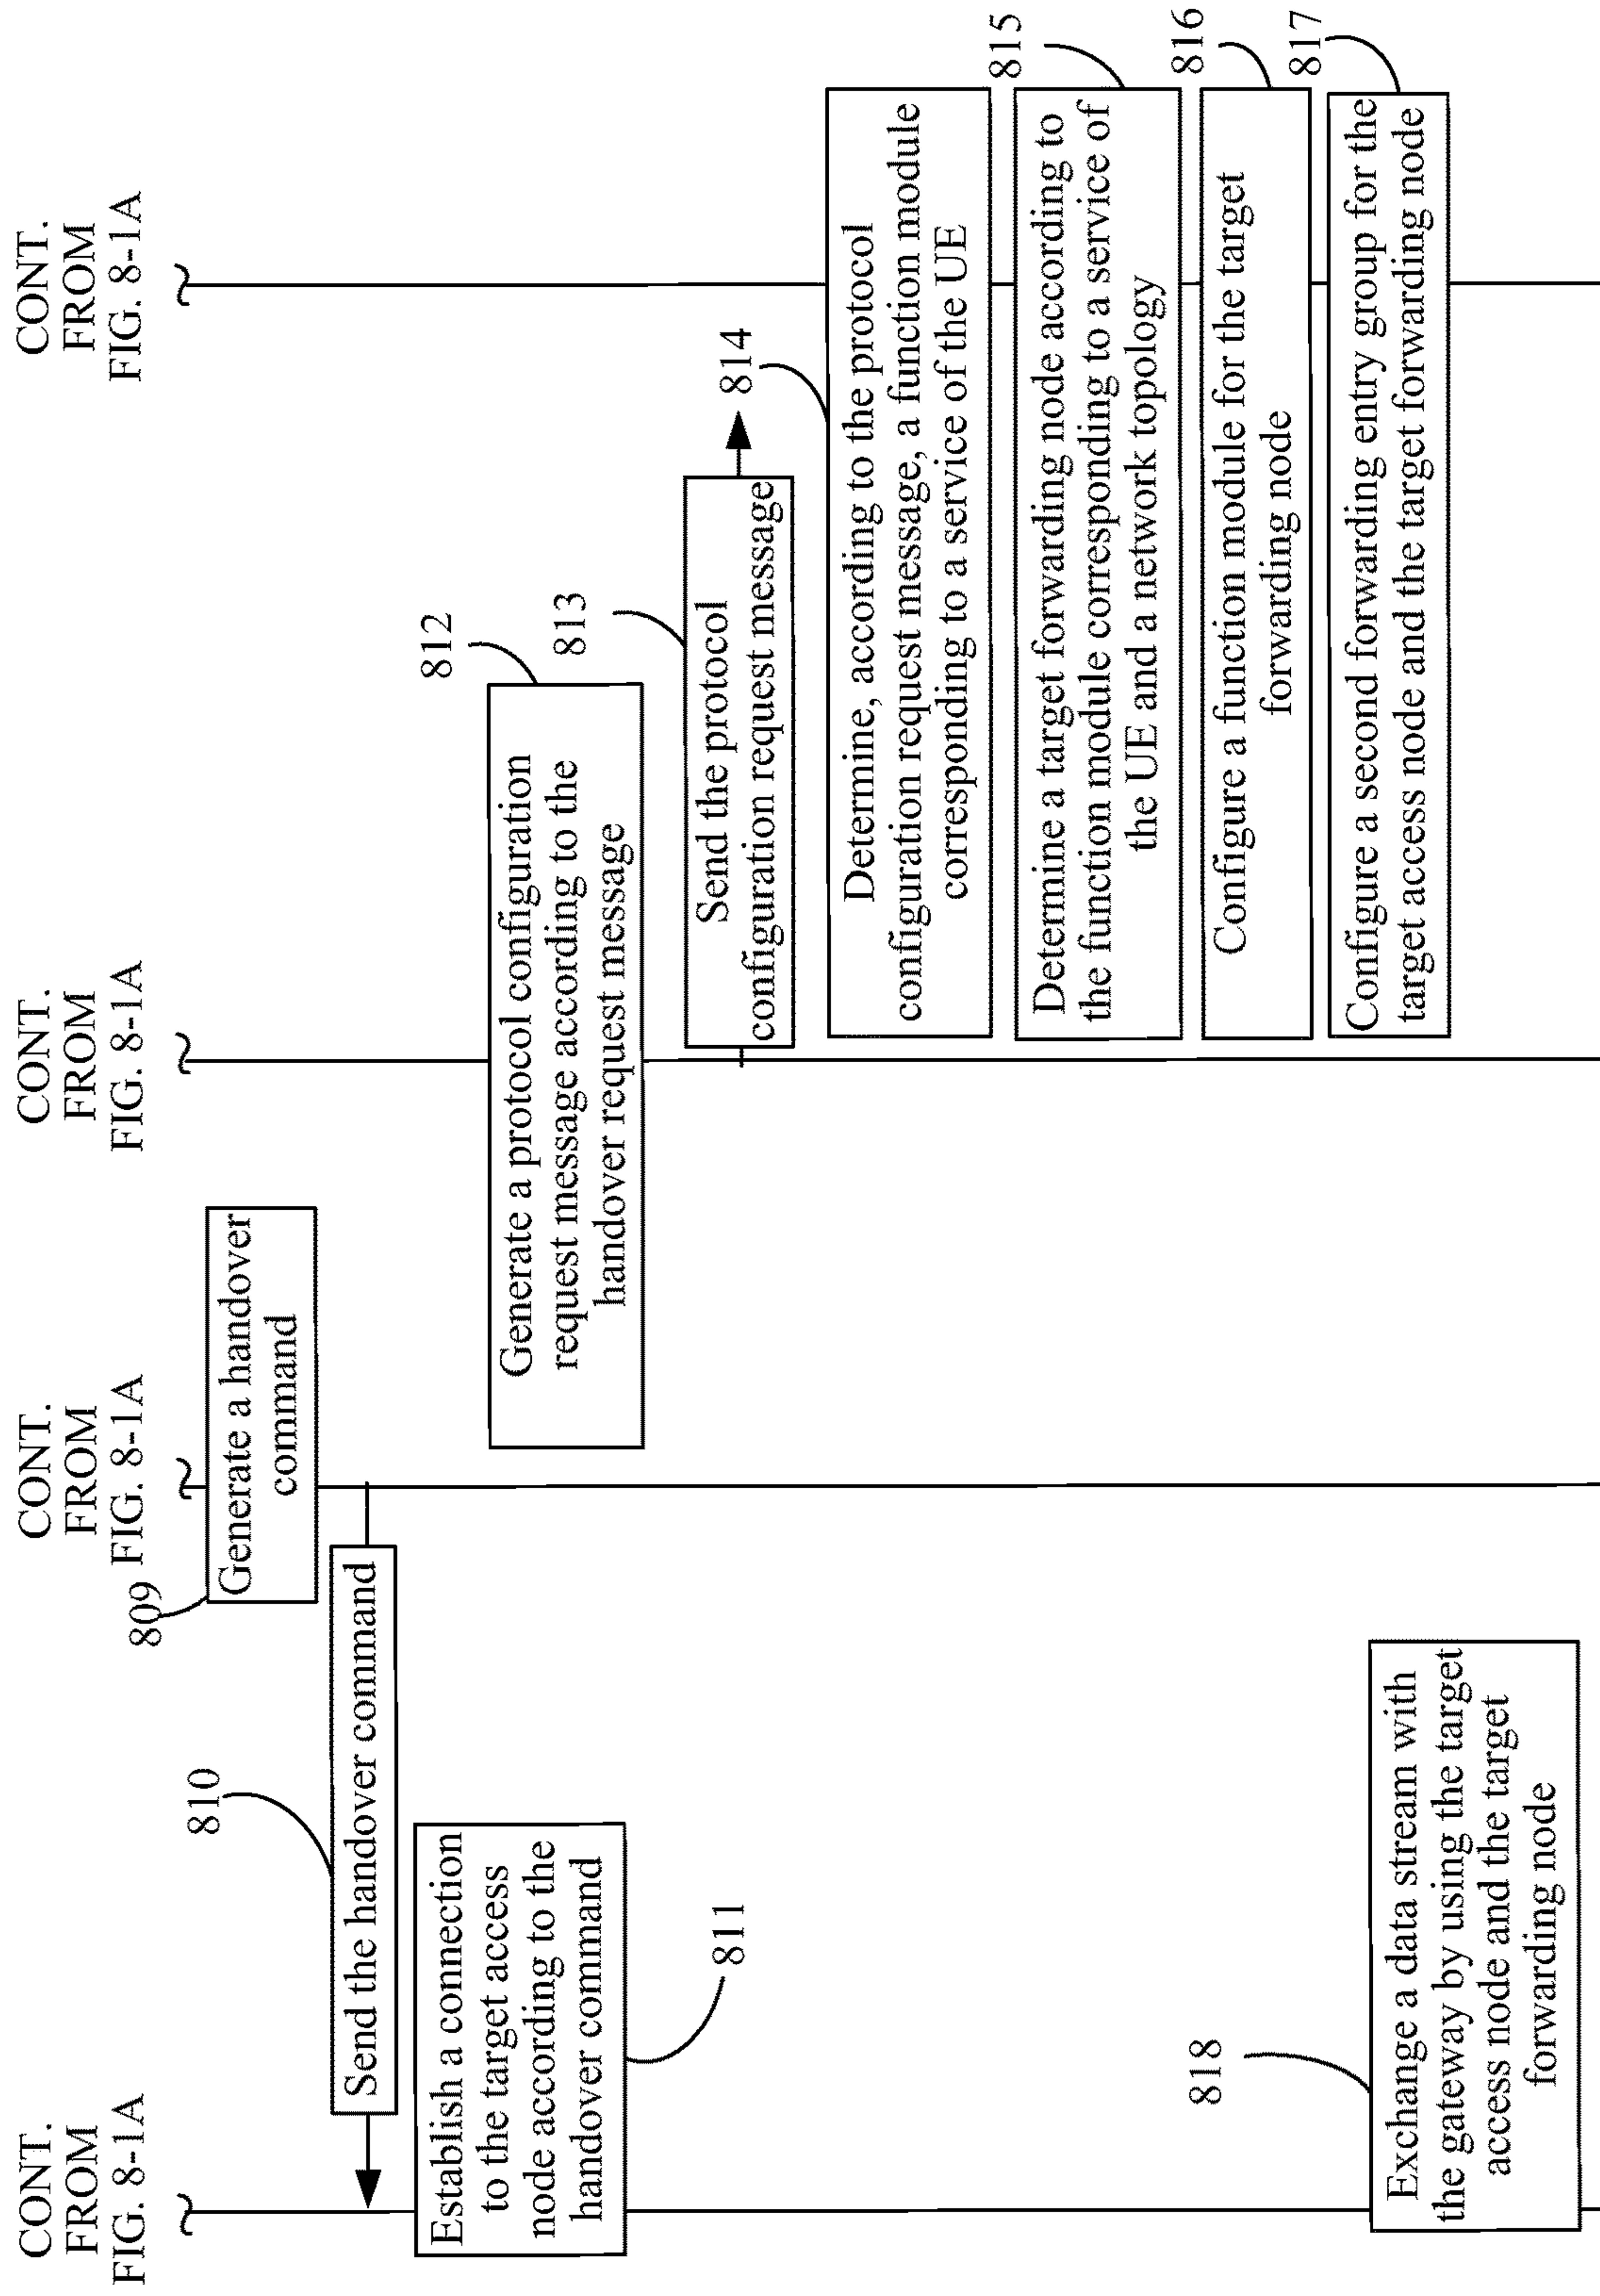 CONT.
FROM
FIG. 8-1A
CONT.
FROM
FIG. 8-1A
CONT.
FROM
FIG. 8-1A
CONT.
FROM
FIG. 8-1A
809
Generate a handover
command
810
Send the handover command
Establish a connection
to the target access
node according to the
handover command
811
812
Generate a protocol configuration
request message according to the
handover request message
813
Send the protocol
configuration request message
814
Determine, according to the protocol
configuration request message, a function module
corresponding to a service of the UE
815
Determine a target forwarding node according to
the function module corresponding to a service of
the UE and a network topology
816
Configure a function module for the target
forwarding node
817
Configure a second forwarding entry group for the
target access node and the target forwarding node
818
Exchange a data stream with
the gateway by using the target
access node and the target
forwarding node